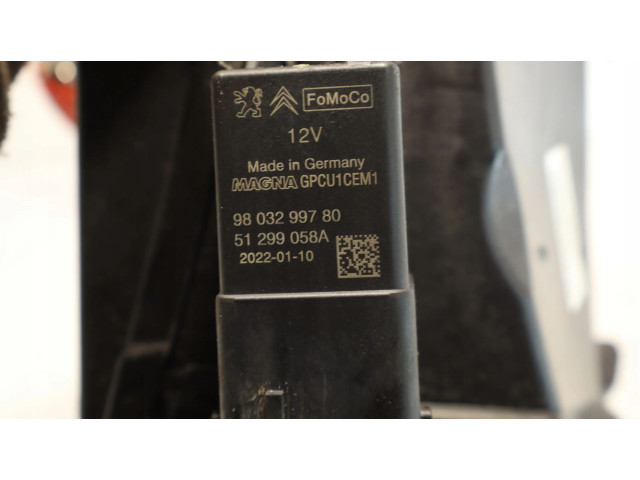 FoMoCo
12V
Made in Germany
MAGNA GPCU1CEM1
98 032 997 80
51 299 058A
2022-01-10